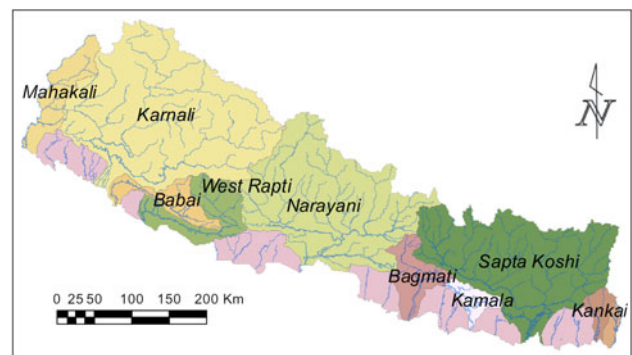 N
Mahakali
Karnali
West Rapti
Babai
Narayani
Sapta Koshi
Bagmati
Kamala
Kankai
0 25 50 100 150 200 Km